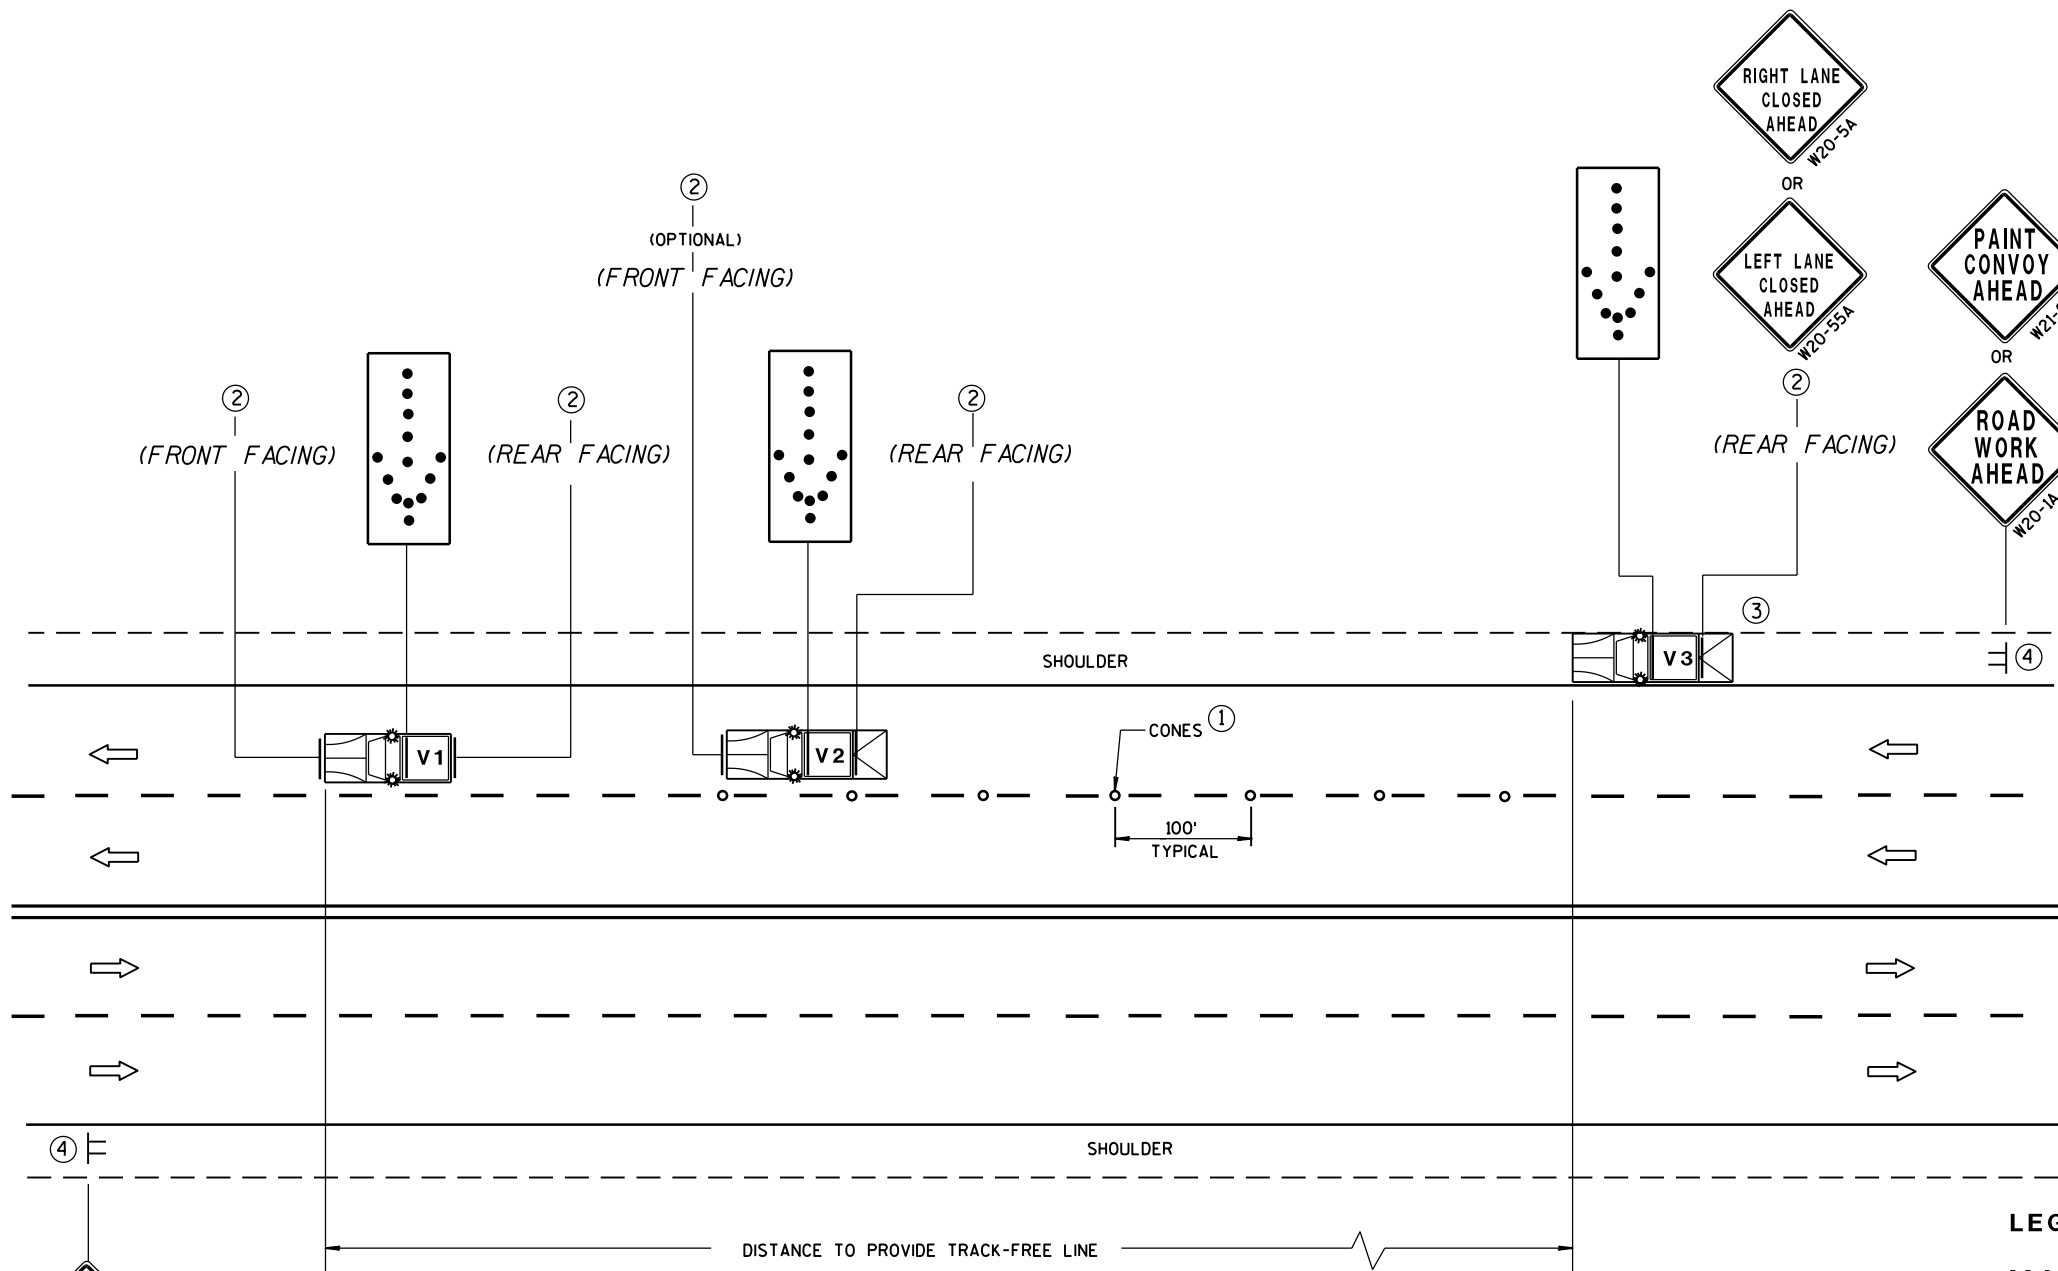 RIGHT LANE
CLOSED
AHEAD
W20-5A
OR
LEFT LANE
CLOSED
AHEAD
W20-55A
PAINT
CONVOY
AHEAD
OR
ROAD
WORK
AHEAD
W20-1A
2
(OPTIONAL)
(FRONT FACING)
2
(FRONT FACING)
2
(REAR FACING)
2
(REAR FACING)
2
(REAR FACING)
3
SHOULDER
V3
4
V1
V2
CONES 1
100'
TYPICAL
4
SHOULDER
DISTANCE TO PROVIDE TRACK-FREE LINE